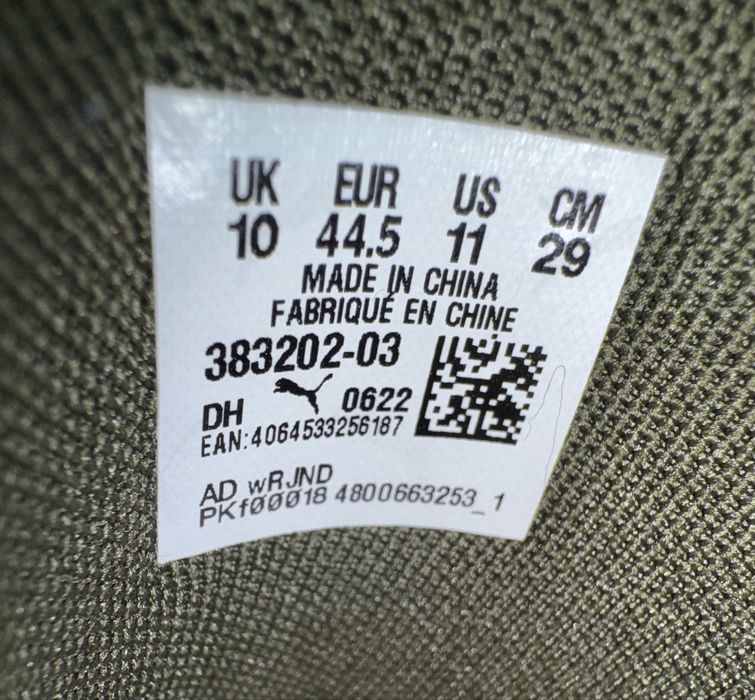 UK EUR US CM
10 44.5 11 29
MADE IN CHINA
FABRIQUÉ EN CHINE
383202-03
DH 0622
EAN:4064533256187
AD wRJND
PKfØØØ18 4800663253_1